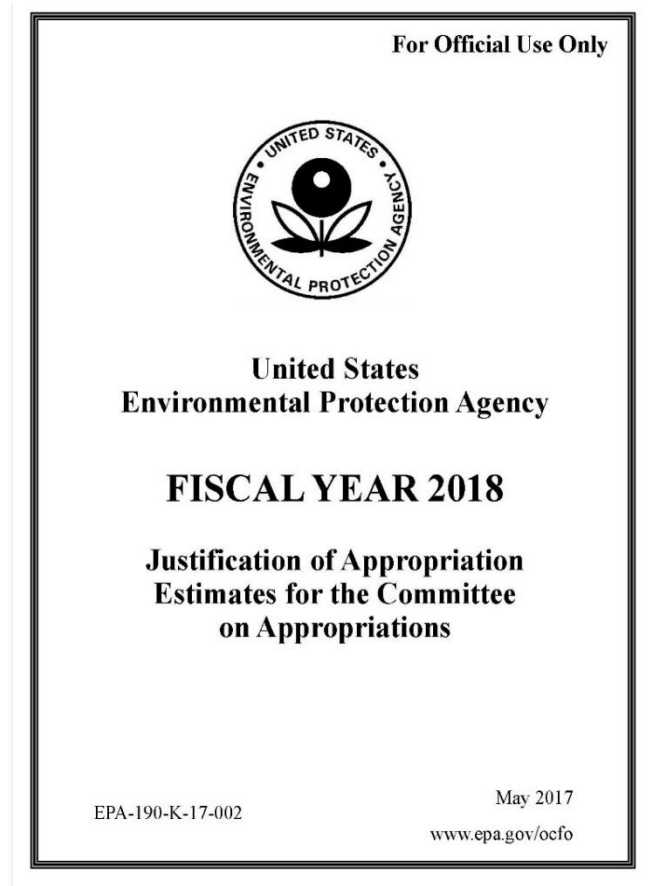 For Official Use Only
UNITED STATES
ENVIRONMENTAL PROTECTION AGENCY
United States
Environmental Protection Agency
FISCAL YEAR 2018
Justification of Appropriation
Estimates for the Committee
on Appropriations
EPA-190-K-17-002
May 2017
www.epa.gov/ocfo